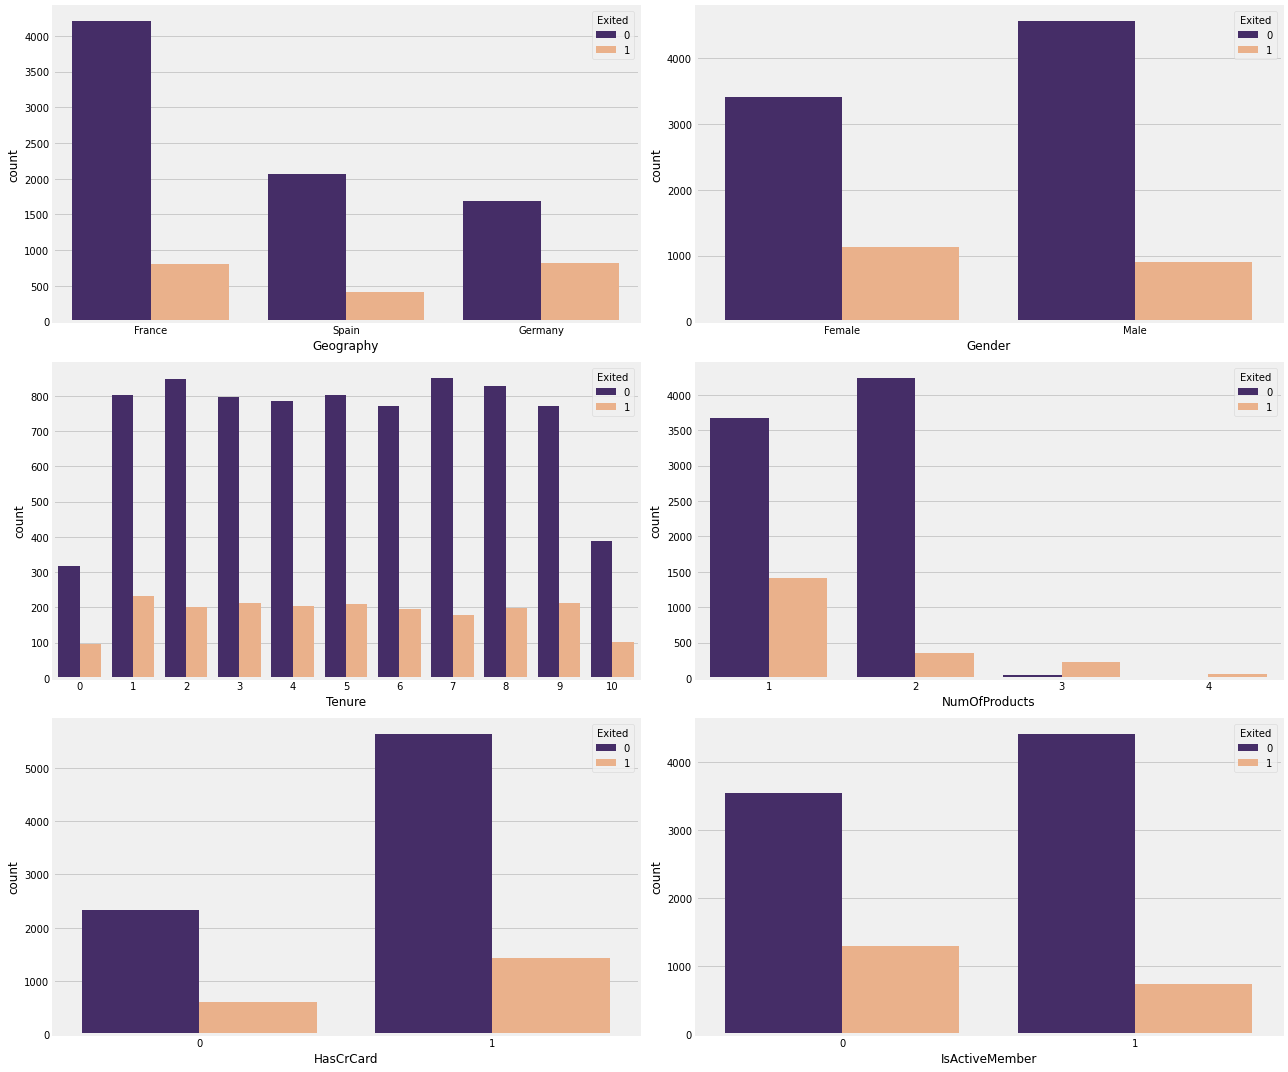 Exited
0
1
4000
3500
3000
2500
2000
1500
1000
500
0
count
France
Spain
Germany
Geography
Exited
0
1
4000
3000
2000
1000
0
count
Female
Male
Gender
Exited
0
1
800
700
600
500
400
300
200
100
0
count
0 1 2 3 4 5 6 7 8 9 10
Tenure
Exited
0
1
4000
3500
3000
2500
2000
1500
1000
500
0
count
1 2 3 4
NumOfProducts
Exited
0
1
5000
4000
3000
2000
1000
0
count
0 1
HasCrCard
Exited
0
1
4000
3000
2000
1000
0
count
0 1
IsActiveMember